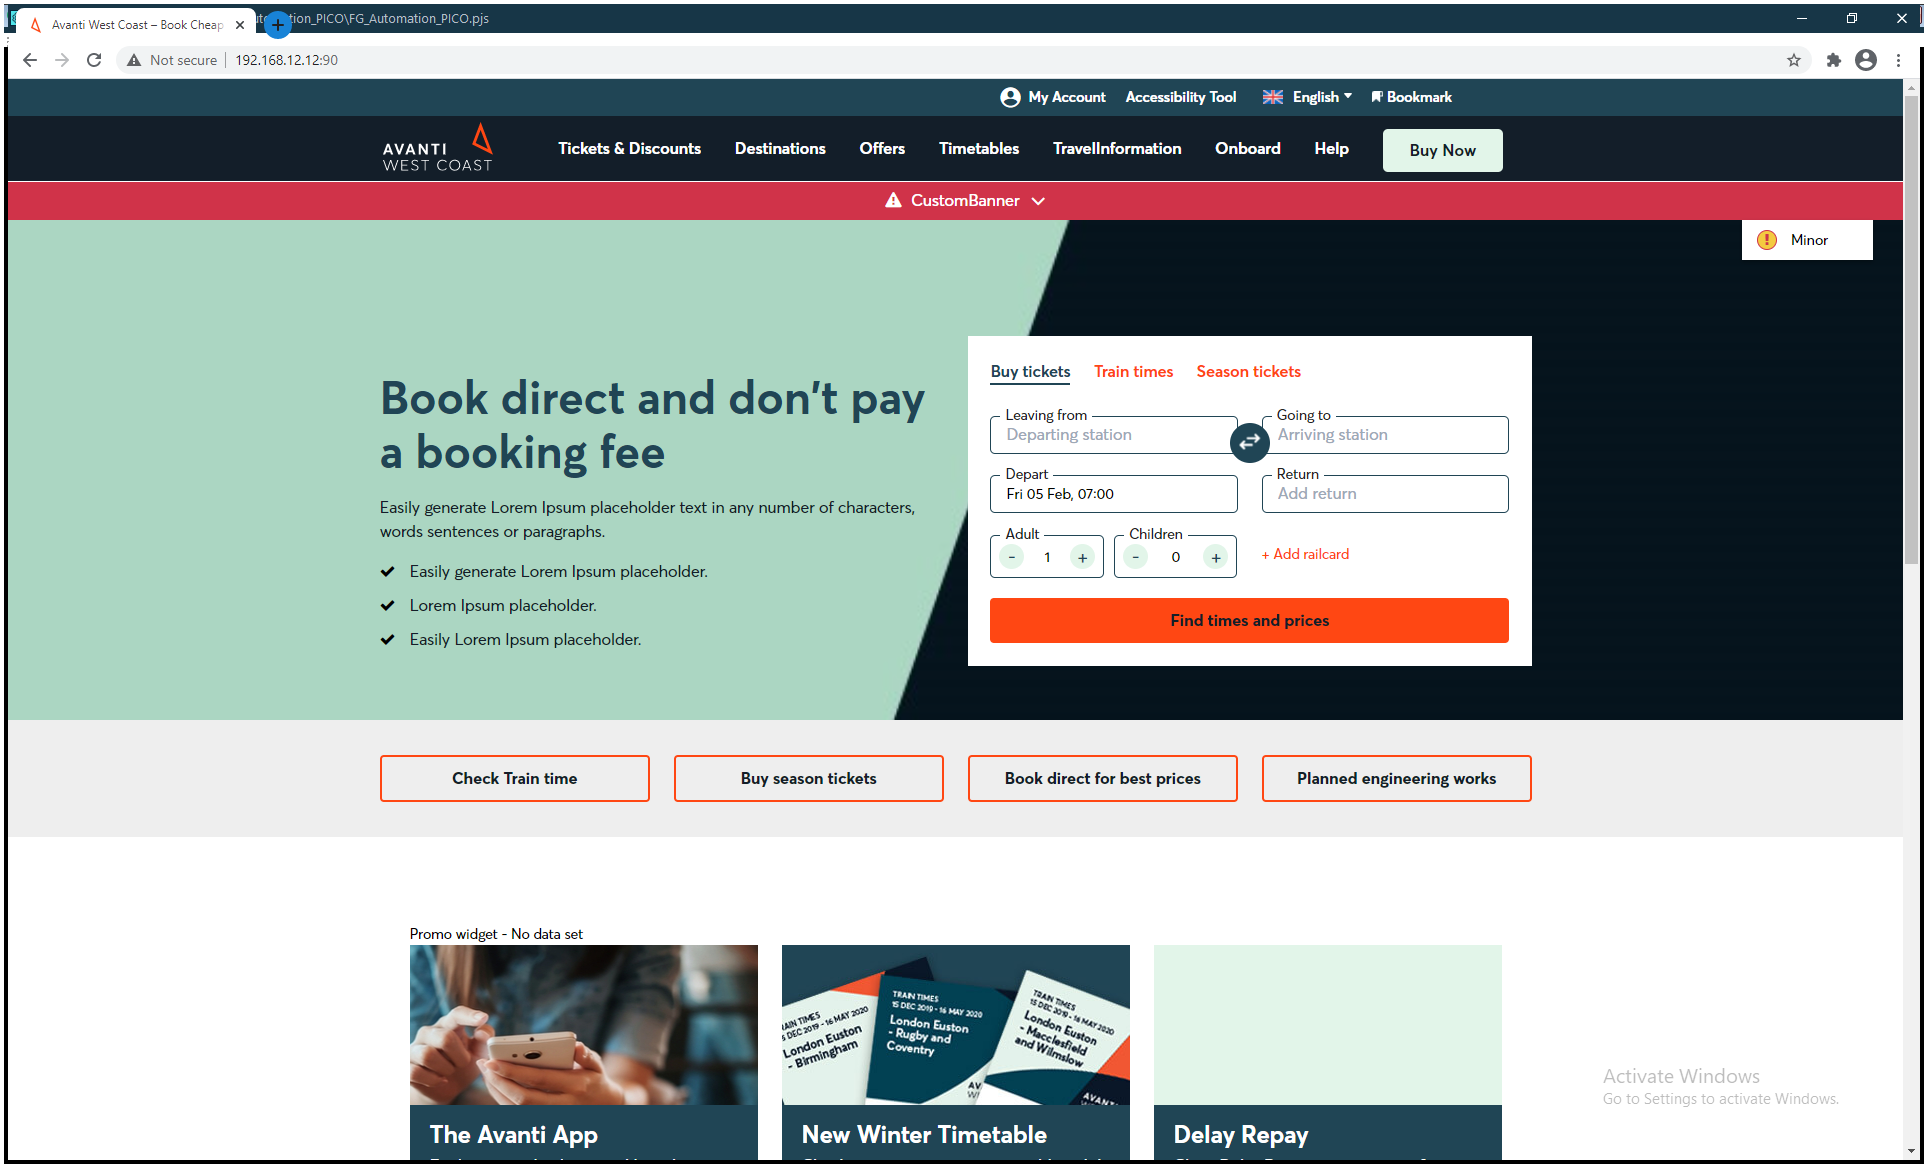 Avanti West Coast – Book Cheap
tion_PICO\FG_Automation_PICO.pjs
Not secure
192.168.12.12:90
My Account
Accessibility Tool
English
Bookmark
AVANTI
WEST COAST
Tickets & Discounts
Destinations
Offers
Timetables
TravelInformation
Onboard
Help
Buy Now
CustomBanner
Minor
Book direct and don't pay
a booking fee
Easily generate Lorem Ipsum placeholder text in any number of characters,
words sentences or paragraphs.
Easily generate Lorem Ipsum placeholder.
Lorem Ipsum placeholder.
Easily Lorem Ipsum placeholder.
Buy tickets
Train times
Season tickets
Leaving from
Departing station
Going to
Arriving station
Depart
Fri 05 Feb, 07:00
Return
Add return
Adult
- 1 +
Children
- 0 +
+ Add railcard
Find times and prices
Check Train time
Buy season tickets
Book direct for best prices
Planned engineering works
Promo widget - No data set
TRAIN TIMES
15 DEC 2019 - 16 MAY 2020
London Euston
- Birmingham
TRAIN TIMES
15 DEC 2019 - 16 MAY 2020
London Euston
- Rugby and
Coventry
TRAIN TIMES
15 DEC 2019 - 16 MAY 2020
London Euston
- Macclesfield
and Wilmslow
The Avanti App
New Winter Timetable
Delay Repay
Activate Windows
Go to Settings to activate Windows.